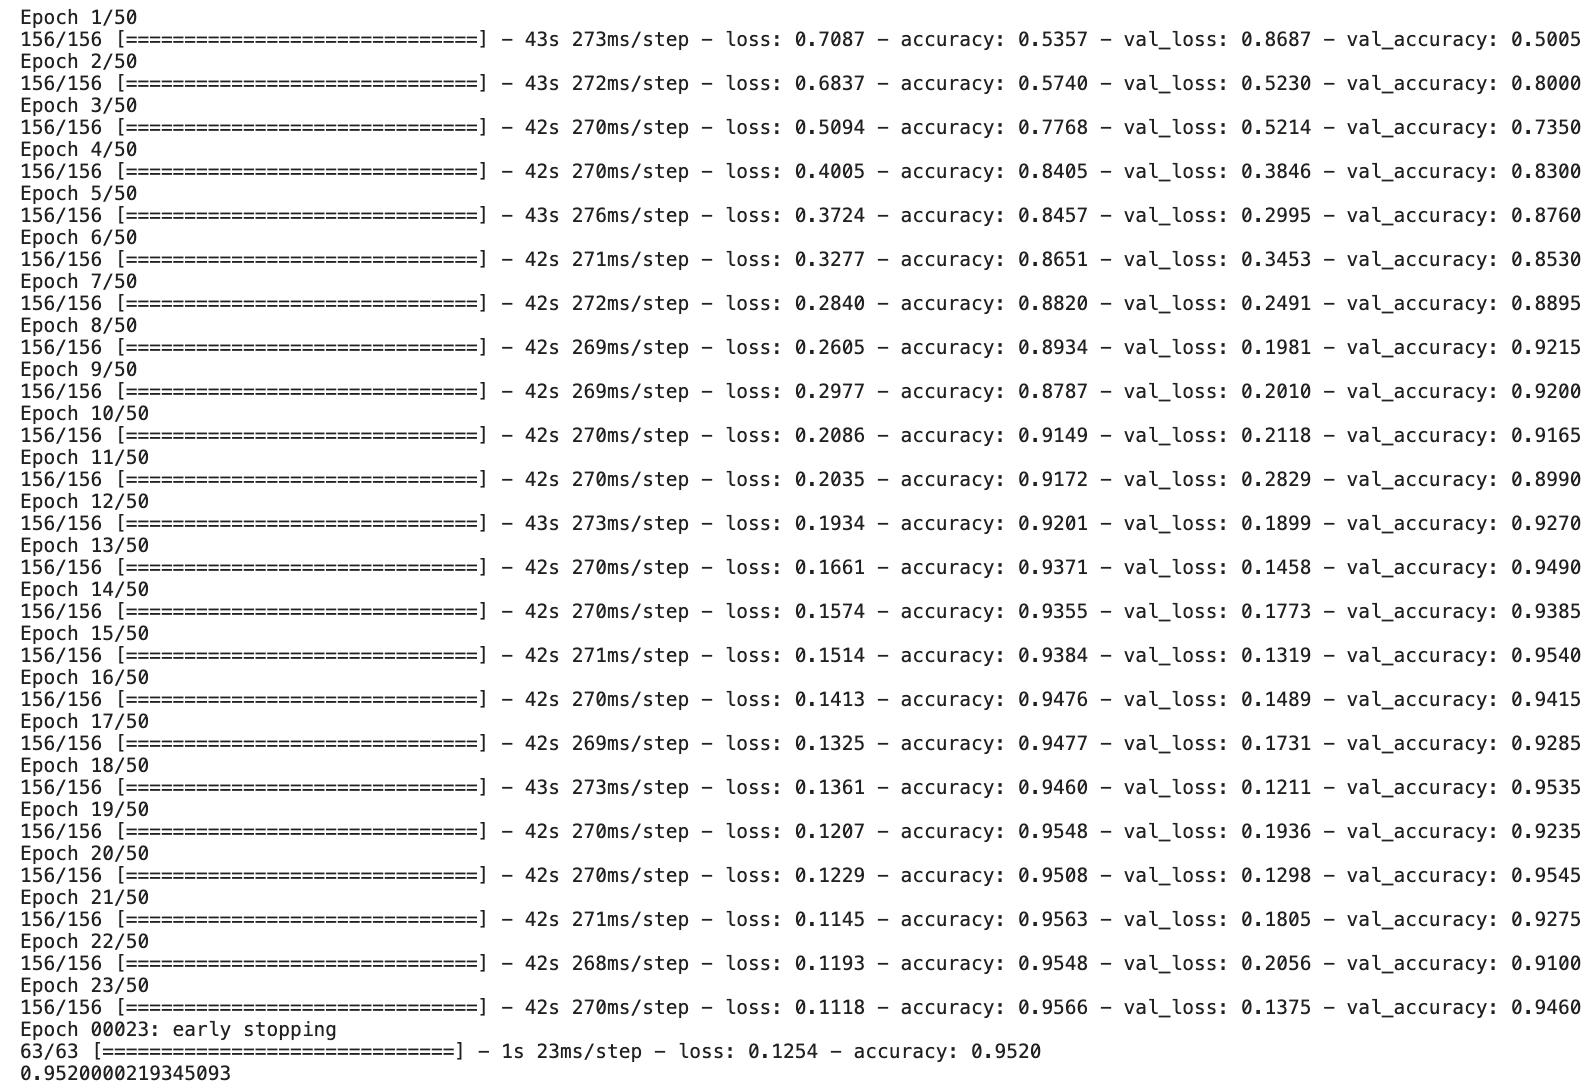 Epoch 1/50
156/156 [==============================] - 43s 273ms/step - loss: 0.7087 - accuracy: 0.5357 - val_loss: 0.8687 - val_accuracy: 0.5005
Epoch 2/50
156/156 [==============================] - 43s 272ms/step - loss: 0.6837 - accuracy: 0.5740 - val_loss: 0.5230 - val_accuracy: 0.8000
Epoch 3/50
156/156 [==============================] - 42s 270ms/step - loss: 0.5094 - accuracy: 0.7768 - val_loss: 0.5214 - val_accuracy: 0.7350
Epoch 4/50
156/156 [==============================] - 42s 270ms/step - loss: 0.4005 - accuracy: 0.8405 - val_loss: 0.3846 - val_accuracy: 0.8300
Epoch 5/50
156/156 [==============================] - 43s 276ms/step - loss: 0.3724 - accuracy: 0.8457 - val_loss: 0.2995 - val_accuracy: 0.8760
Epoch 6/50
156/156 [==============================] - 42s 271ms/step - loss: 0.3277 - accuracy: 0.8651 - val_loss: 0.3453 - val_accuracy: 0.8530
Epoch 7/50
156/156 [==============================] - 42s 272ms/step - loss: 0.2840 - accuracy: 0.8820 - val_loss: 0.2491 - val_accuracy: 0.8895
Epoch 8/50
156/156 [==============================] - 42s 269ms/step - loss: 0.2605 - accuracy: 0.8934 - val_loss: 0.1981 - val_accuracy: 0.9215
Epoch 9/50
156/156 [==============================] - 42s 269ms/step - loss: 0.2977 - accuracy: 0.8787 - val_loss: 0.2010 - val_accuracy: 0.9200
Epoch 10/50
156/156 [==============================] - 42s 270ms/step - loss: 0.2086 - accuracy: 0.9149 - val_loss: 0.2118 - val_accuracy: 0.9165
Epoch 11/50
156/156 [==============================] - 42s 270ms/step - loss: 0.2035 - accuracy: 0.9172 - val_loss: 0.2829 - val_accuracy: 0.8990
Epoch 12/50
156/156 [==============================] - 43s 273ms/step - loss: 0.1934 - accuracy: 0.9201 - val_loss: 0.1899 - val_accuracy: 0.9270
Epoch 13/50
156/156 [==============================] - 42s 270ms/step - loss: 0.1661 - accuracy: 0.9371 - val_loss: 0.1458 - val_accuracy: 0.9490
Epoch 14/50
156/156 [==============================] - 42s 270ms/step - loss: 0.1574 - accuracy: 0.9355 - val_loss: 0.1773 - val_accuracy: 0.9385
Epoch 15/50
156/156 [==============================] - 42s 271ms/step - loss: 0.1514 - accuracy: 0.9384 - val_loss: 0.1319 - val_accuracy: 0.9540
Epoch 16/50
156/156 [==============================] - 42s 270ms/step - loss: 0.1413 - accuracy: 0.9476 - val_loss: 0.1489 - val_accuracy: 0.9415
Epoch 17/50
156/156 [==============================] - 42s 269ms/step - loss: 0.1325 - accuracy: 0.9477 - val_loss: 0.1731 - val_accuracy: 0.9285
Epoch 18/50
156/156 [==============================] - 43s 273ms/step - loss: 0.1361 - accuracy: 0.9460 - val_loss: 0.1211 - val_accuracy: 0.9535
Epoch 19/50
156/156 [==============================] - 42s 270ms/step - loss: 0.1207 - accuracy: 0.9548 - val_loss: 0.1936 - val_accuracy: 0.9235
Epoch 20/50
156/156 [==============================] - 42s 270ms/step - loss: 0.1229 - accuracy: 0.9508 - val_loss: 0.1298 - val_accuracy: 0.9545
Epoch 21/50
156/156 [==============================] - 42s 271ms/step - loss: 0.1145 - accuracy: 0.9563 - val_loss: 0.1805 - val_accuracy: 0.9275
Epoch 22/50
156/156 [==============================] - 42s 268ms/step - loss: 0.1193 - accuracy: 0.9548 - val_loss: 0.2056 - val_accuracy: 0.9100
Epoch 23/50
156/156 [==============================] - 42s 270ms/step - loss: 0.1118 - accuracy: 0.9566 - val_loss: 0.1375 - val_accuracy: 0.9460
Epoch 00023: early stopping
63/63 [==============================] - 1s 23ms/step - loss: 0.1254 - accuracy: 0.9520
0.9520000219345093